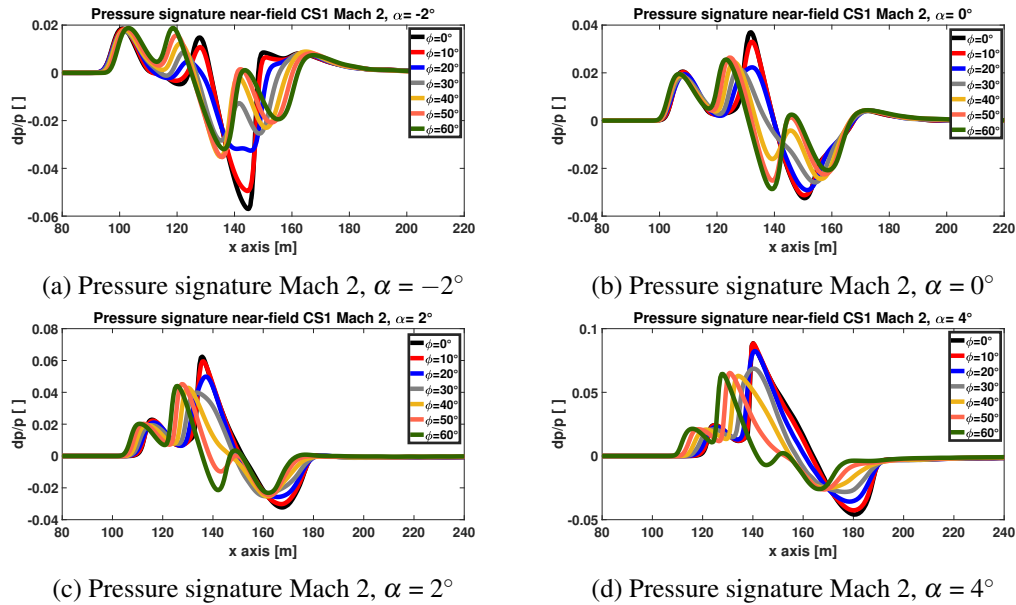 Pressure signature near-field CS1 Mach 2, α= -2°
0.02
0
-0.02
-0.04
-0.06
dp/p [ ]
80 100 120 140 160 180 200 220
x axis [m]
ϕ=0°
ϕ=10°
ϕ=20°
ϕ=30°
ϕ=40°
ϕ=50°
ϕ=60°
(a) Pressure signature Mach 2, α = −2°
Pressure signature near-field CS1 Mach 2, α= 0°
0.04
0.02
0
-0.02
-0.04
dp/p [ ]
80 100 120 140 160 180 200 220
x axis [m]
ϕ=0°
ϕ=10°
ϕ=20°
ϕ=30°
ϕ=40°
ϕ=50°
ϕ=60°
(b) Pressure signature Mach 2, α = 0°
Pressure signature near-field CS1 Mach 2, α= 2°
0.08
0.06
0.04
0.02
0
-0.02
-0.04
dp/p [ ]
80 100 120 140 160 180 200 220
x axis [m]
ϕ=0°
ϕ=10°
ϕ=20°
ϕ=30°
ϕ=40°
ϕ=50°
ϕ=60°
(c) Pressure signature Mach 2, α = 2°
Pressure signature near-field CS1 Mach 2, α= 4°
0.1
0.05
0
-0.05
dp/p [ ]
80 100 120 140 160 180 200 220 240
x axis [m]
ϕ=0°
ϕ=10°
ϕ=20°
ϕ=30°
ϕ=40°
ϕ=50°
ϕ=60°
(d) Pressure signature Mach 2, α = 4°